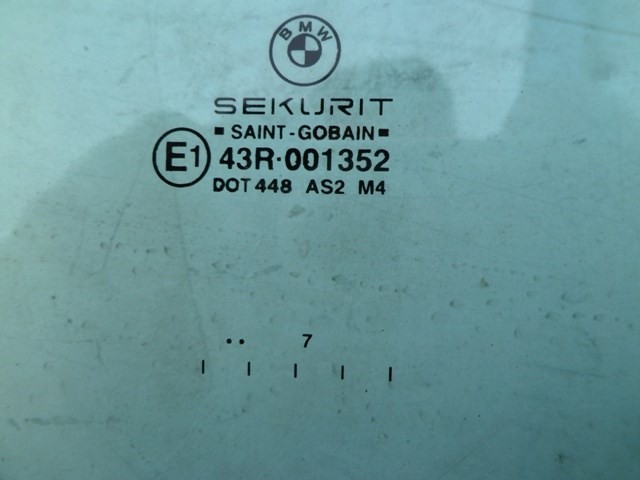 BMW
SEKURIT
SAINT-GOBAIN
E1 43R·001352
DOT 448 AS2 M4
.. 7